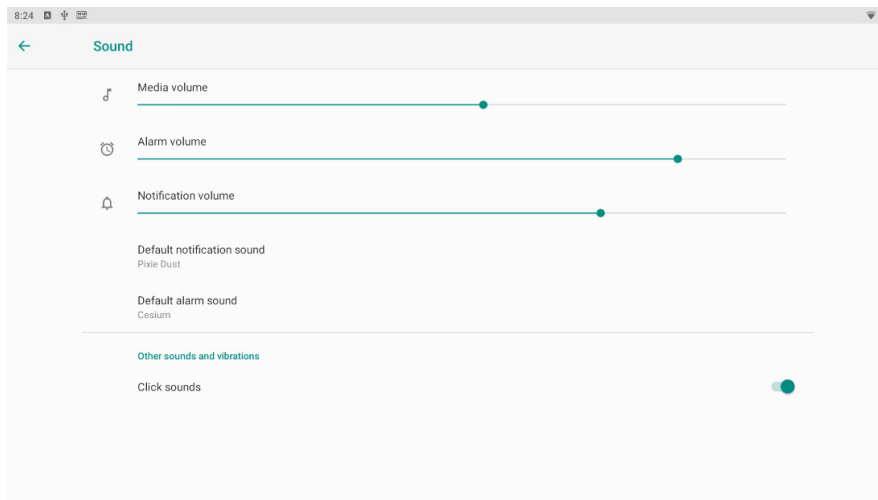 8:24
Sound
Media volume
Alarm volume
Notification volume
Default notification sound
Pixie Dust
Default alarm sound
Cesium
Other sounds and vibrations
Click sounds